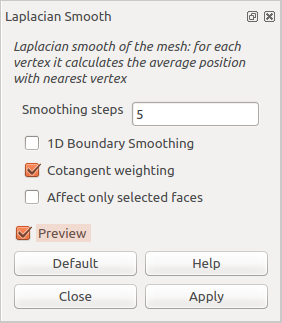 Laplacian Smooth
Laplacian smooth of the mesh: for each
vertex it calculates the average position
with nearest vertex
Smoothing steps 5
1D Boundary Smoothing
Cotangent weighting
Affect only selected faces
Preview
Default Help
Close Apply